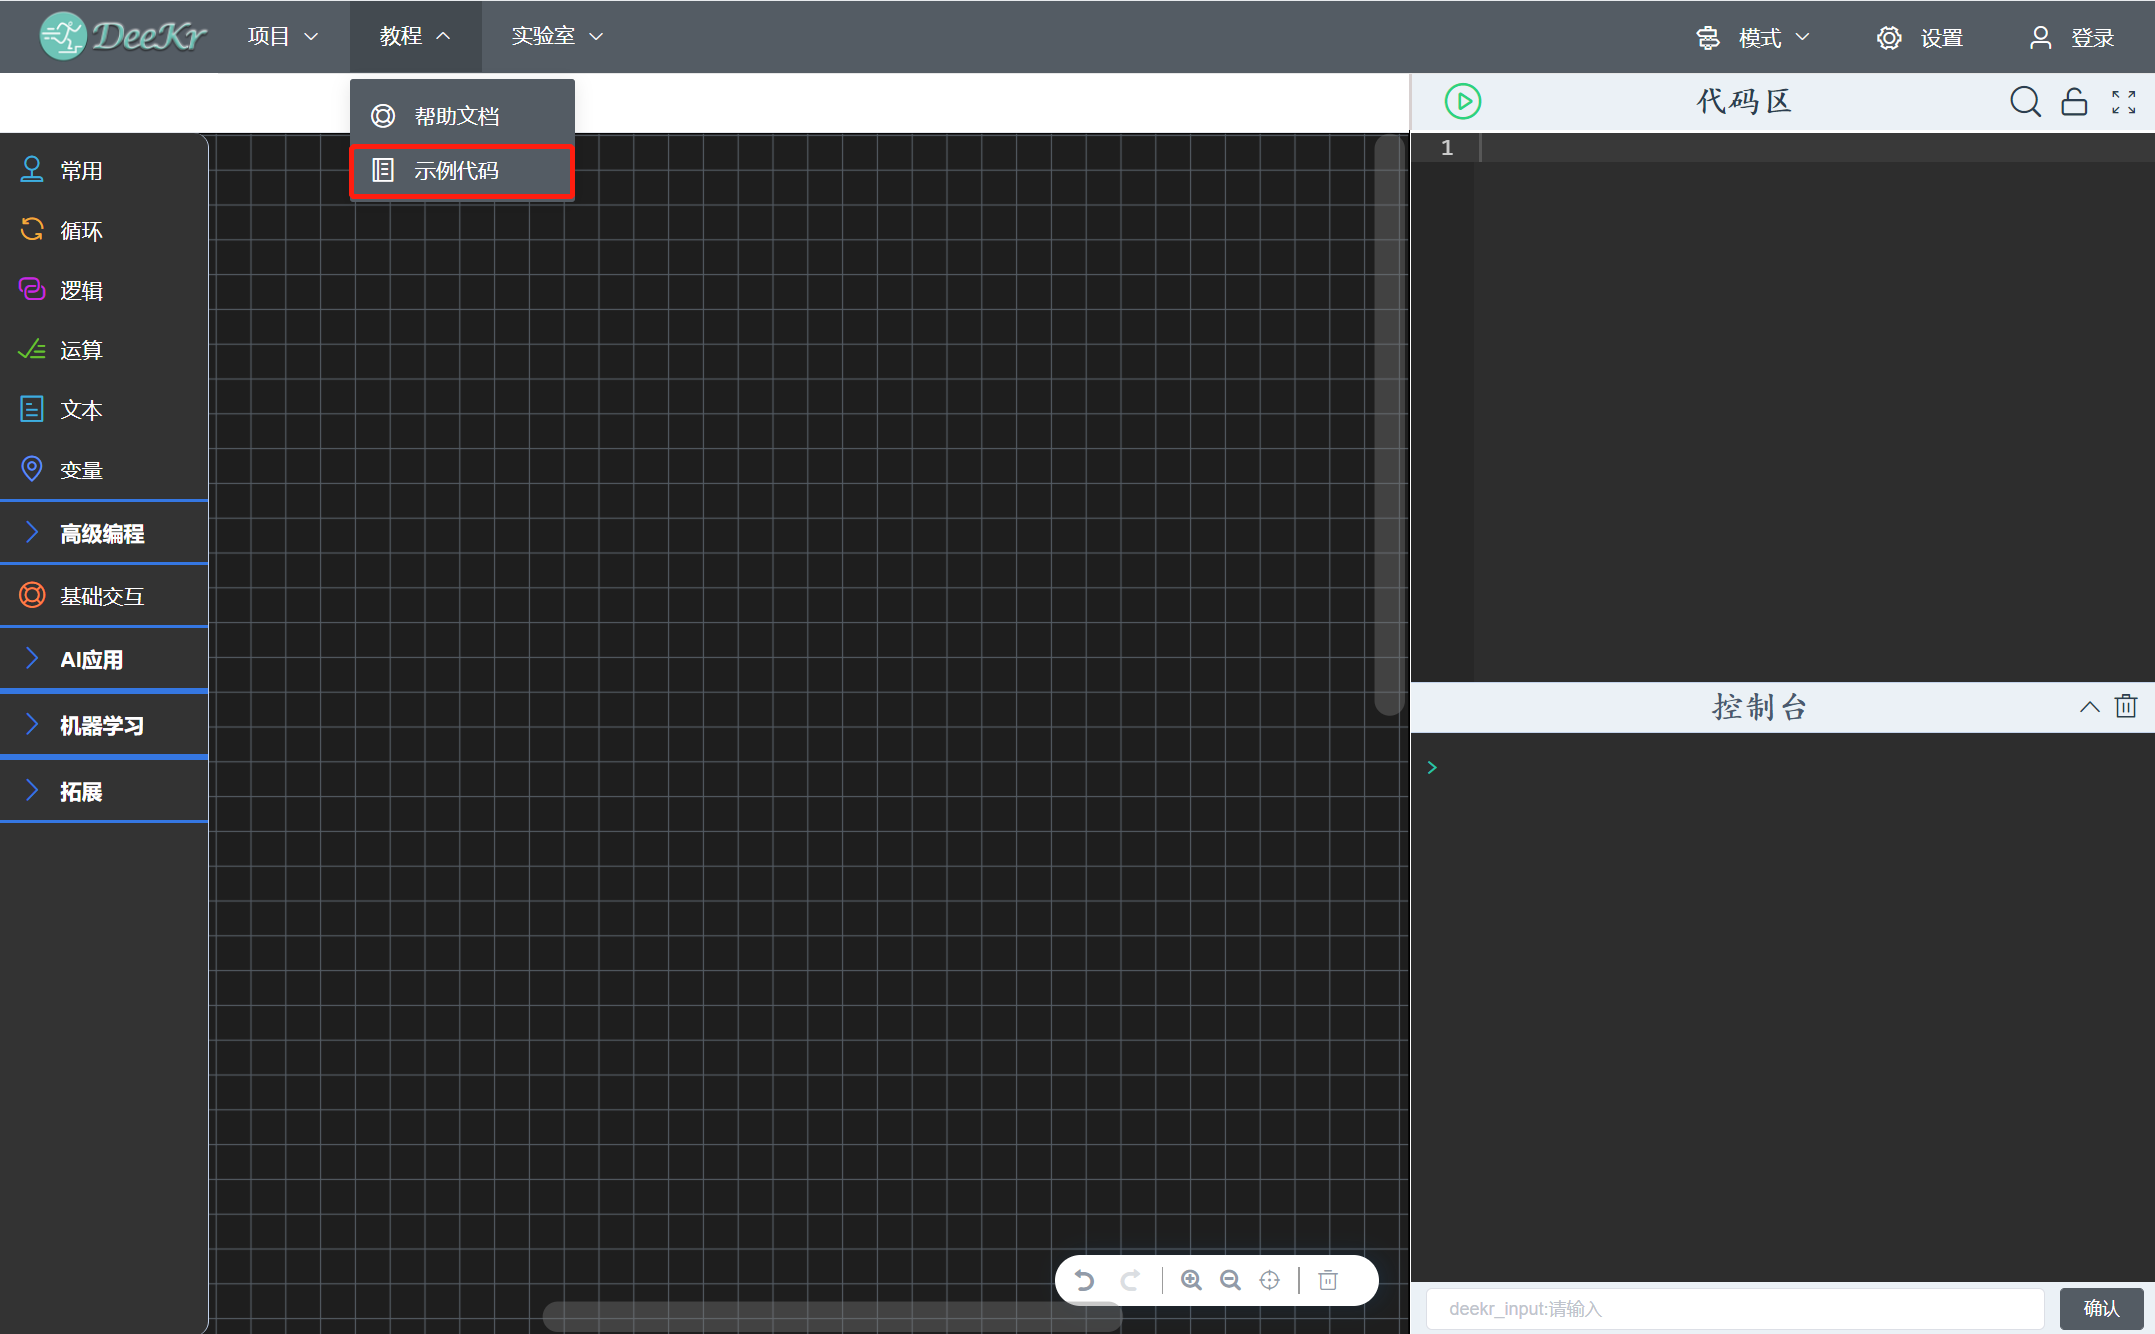 DeeKr 项目 教程 实验室 模式 设置 登录
帮助文档
示例代码
代码区
1
常用
循环
逻辑
运算
文本
变量
高级编程
基础交互
AI应用
机器学习
拓展
控制台
>
deekr_input:请输入 确认